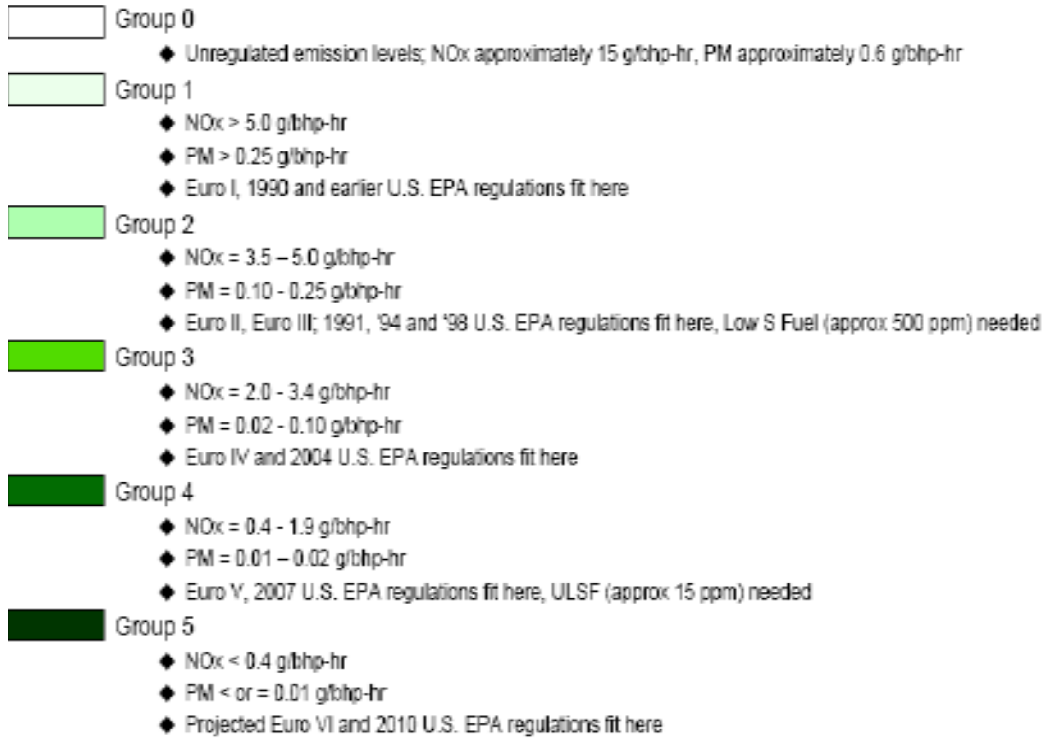 Group 0
◆ Unregulated emission levels; NOx approximately 15 g/bhp-hr, PM approximately 0.6 g/bhp-hr
Group 1
◆ NOx > 5.0 g/bhp-hr
◆ PM > 0.25 g/bhp-hr
◆ Euro I, 1990 and earlier U.S. EPA regulations fit here
Group 2
◆ NOx = 3.5 – 5.0 g/bhp-hr
◆ PM = 0.10 - 0.25 g/bhp-hr
◆ Euro II, Euro III; 1991, '94 and '98 U.S. EPA regulations fit here, Low S Fuel (approx 500 ppm) needed
Group 3
◆ NOx = 2.0 - 3.4 g/bhp-hr
◆ PM = 0.02 - 0.10 g/bhp-hr
◆ Euro IV and 2004 U.S. EPA regulations fit here
Group 4
◆ NOx = 0.4 - 1.9 g/bhp-hr
◆ PM = 0.01 – 0.02 g/bhp-hr
◆ Euro V, 2007 U.S. EPA regulations fit here, ULSF (approx 15 ppm) needed
Group 5
◆ NOx < 0.4 g/bhp-hr
◆ PM < or = 0.01 g/bhp-hr
◆ Projected Euro VI and 2010 U.S. EPA regulations fit here